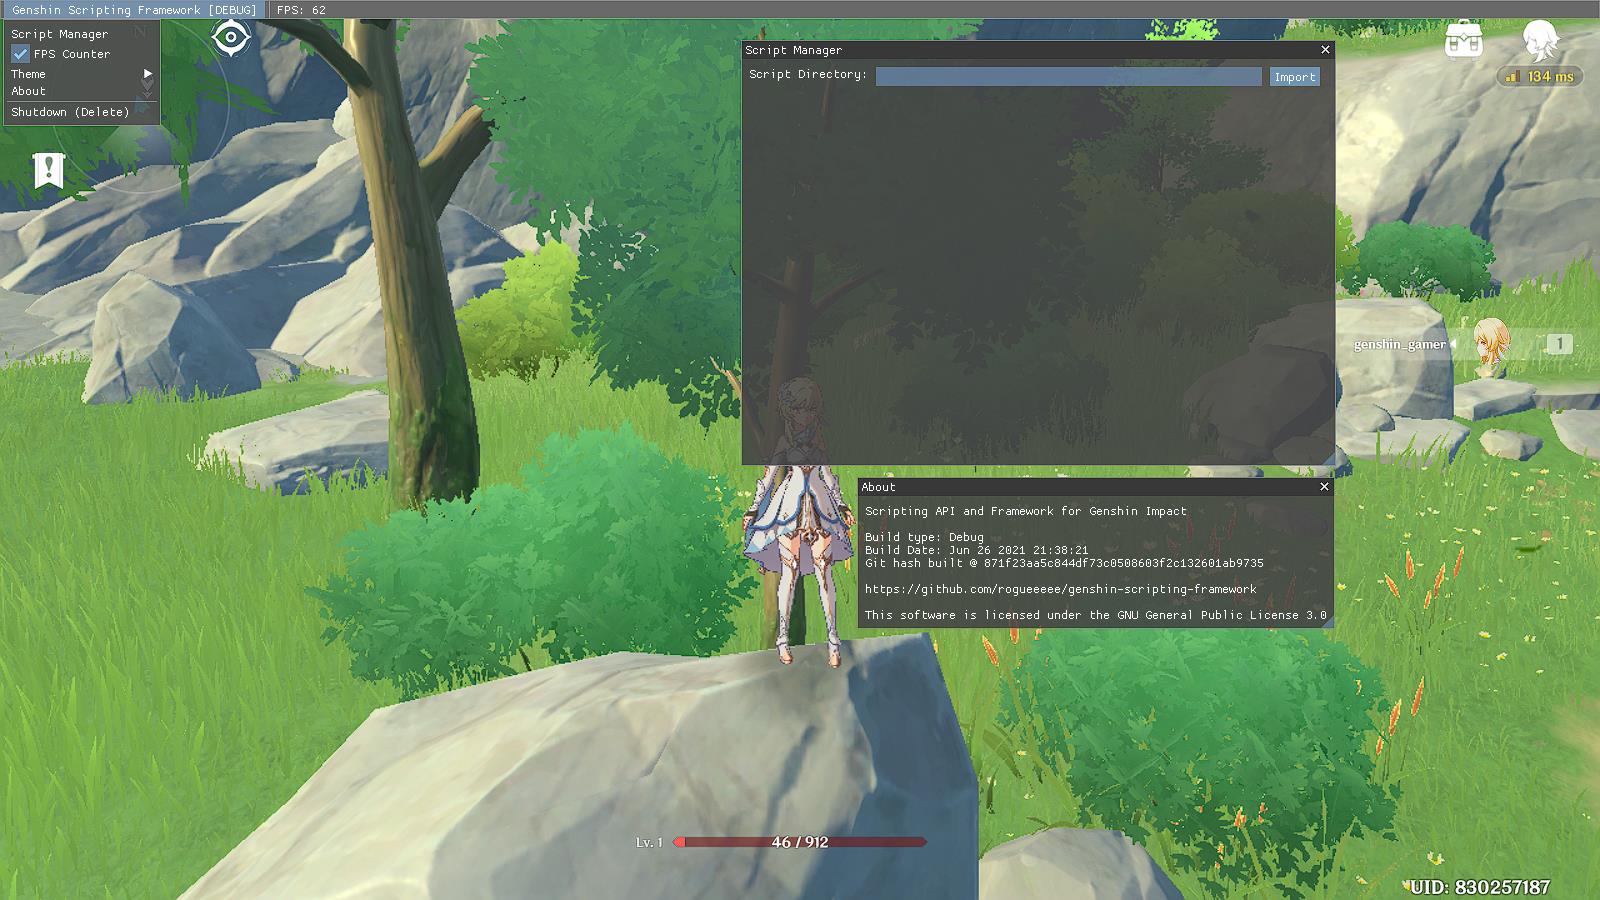 Genshin Scripting Framework [DEBUG]
FPS: 62
Script Manager
FPS Counter
Theme
About
Shutdown (Delete)
N
Script Manager
Script Directory:
Import
134 ms
genshin_gamer
1
About
Scripting API and Framework for Genshin Impact
Build type: Debug
Build Date: Jun 26 2021 21:38:21
Git hash built @ 871f23aa5c844df73c0508603f2c132601ab9735
https://github.com/rogueeeee/genshin-scripting-framework
This software is licensed under the GNU General Public License 3.0
Lv. 1
46 / 912
UID: 830257187